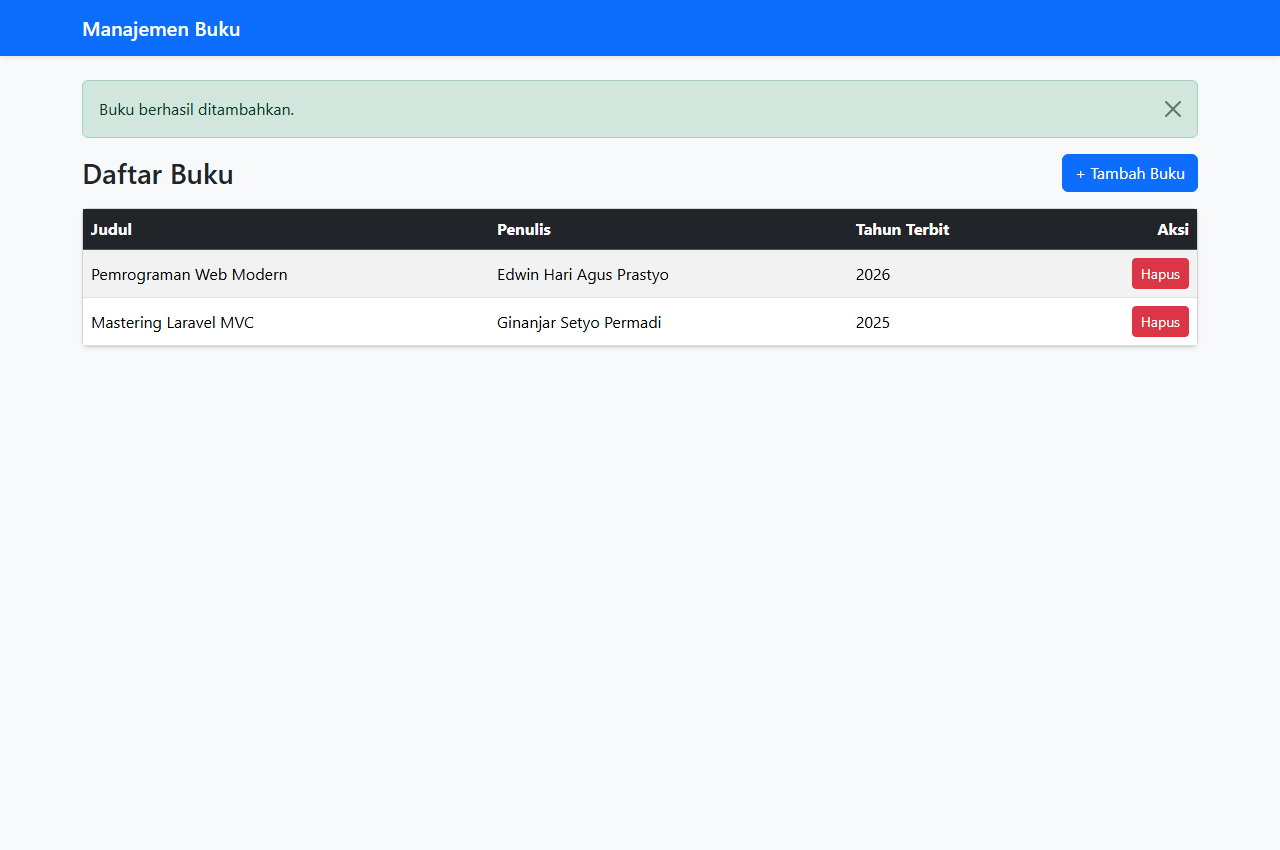 Manajemen Buku
Buku berhasil ditambahkan.
Daftar Buku
+ Tambah Buku
Judul Penulis Tahun Terbit Aksi
Pemrograman Web Modern Edwin Hari Agus Prastyo 2026 Hapus
Mastering Laravel MVC Ginanjar Setyo Permadi 2025 Hapus